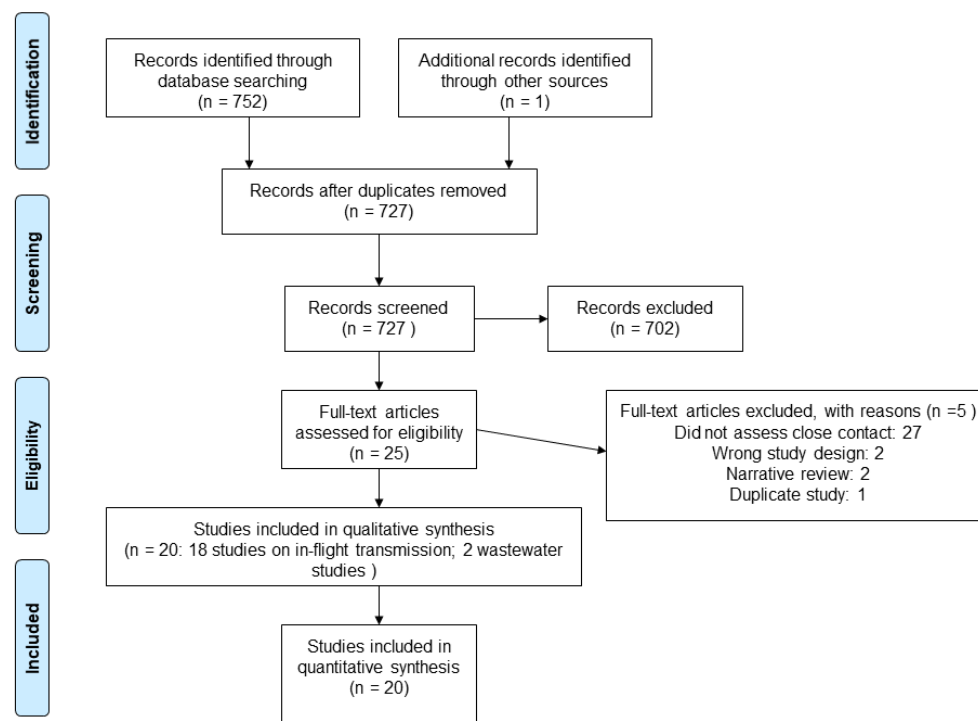 Identification
Records identified through
database searching
(n = 752)
Additional records identified
through other sources
(n = 1)
Records after duplicates removed
(n = 727)
Screening
Records screened
(n = 727 )
Records excluded
(n = 702)
Eligibility
Full-text articles
assessed for eligibility
(n = 25)
Full-text articles excluded, with reasons (n =5 )
Did not assess close contact: 27
Wrong study design: 2
Narrative review: 2
Duplicate study: 1
Included
Studies included in qualitative synthesis
(n = 20: 18 studies on in-flight transmission; 2 wastewater
studies )
Studies included in
quantitative synthesis
(n = 20)